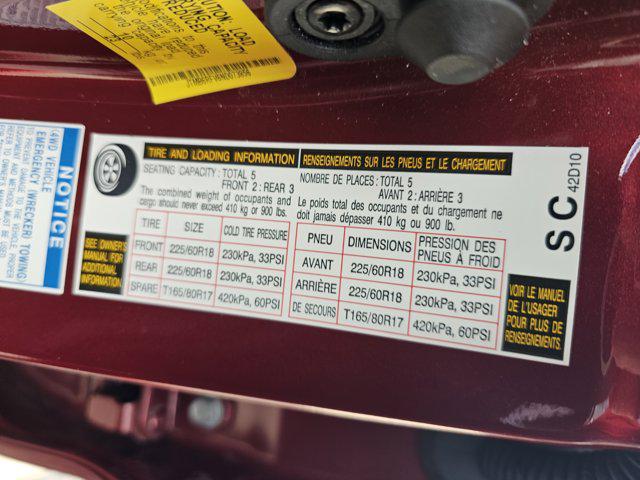 CAUTION: LOAD
CARRYING CAPACITY
REDUCED
NOTICE
(4WD VEHICLE
EMERGENCY (WRECKER) TOWING)
TIRE AND LOADING INFORMATION
SEATING CAPACITY: TOTAL 5
FRONT 2: REAR 3
The combined weight of occupants and
cargo should never exceed 410 kg or 900 lbs.
SEE OWNER'S
MANUAL FOR
ADDITIONAL
INFORMATION
TIRE SIZE COLD TIRE PRESSURE
FRONT 225/60R18 230kPa, 33PSI
REAR 225/60R18 230kPa, 33PSI
SPARE T165/80R17 420kPa, 60PSI
RENSEIGNEMENTS SUR LES PNEUS ET LE CHARGEMENT
NOMBRE DE PLACES: TOTAL 5
AVANT 2: ARRIÈRE 3
Le poids total des occupants et du chargement ne
doit jamais dépasser 410 kg ou 900 lb.
PNEU DIMENSIONS PRESSION DES
PNEUS À FROID
AVANT 225/60R18 230kPa, 33PSI
ARRIÈRE 225/60R18 230kPa, 33PSI
DE SECOURS T165/80R17 420kPa, 60PSI
VOIR LE MANUEL
DE L'USAGER
POUR PLUS DE
RENSEIGNEMENTS
S C
42D10